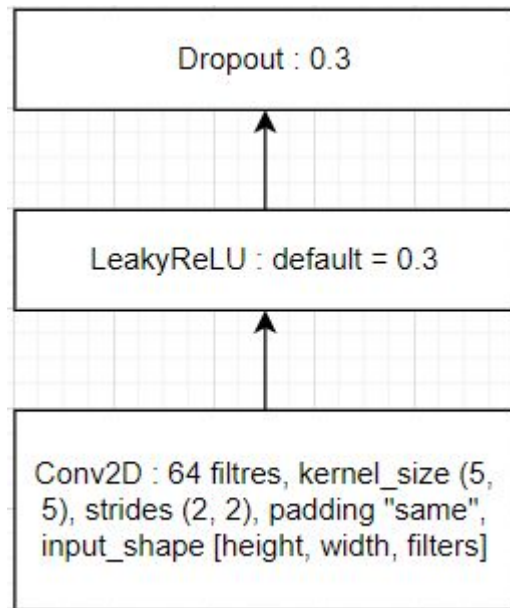 Dropout : 0.3
LeakyReLU : default = 0.3
Conv2D : 64 filtres, kernel_size (5,
5), strides (2, 2), padding "same",
input_shape [height, width, filters]